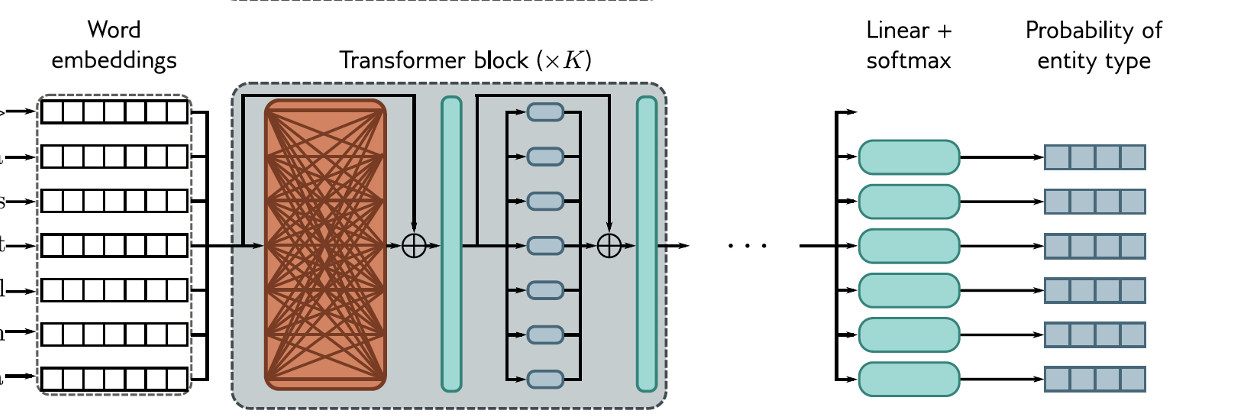 Word
embeddings
Transformer block (×K)
Linear +
softmax
Probability of
entity type
s
t
l
· · ·